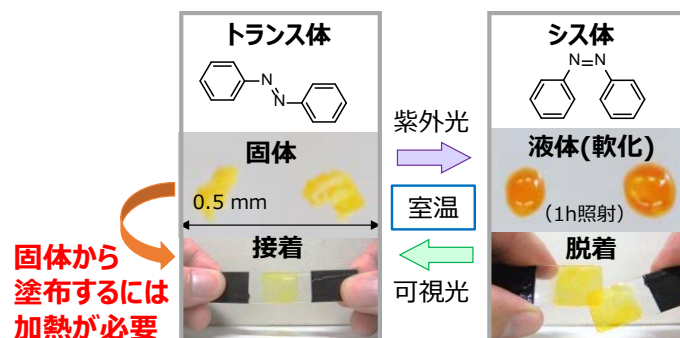 トランス体
N
N
固体
0.5 mm
接着
固体から
塗布するには
加熱が必要
紫外光
室温
可視光
シス体
N=N
液体(軟化)
（1h照射）
脱着